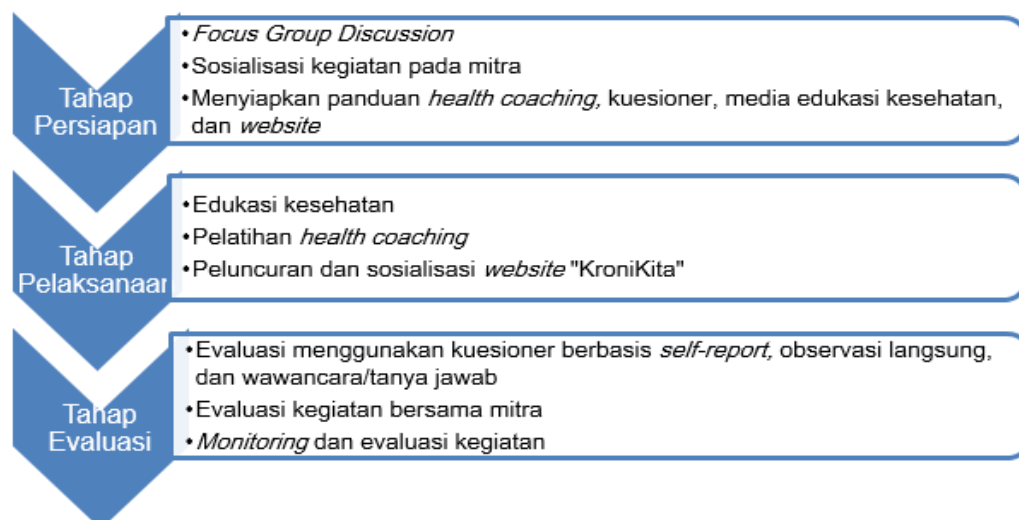 Tahap
Persiapan
•Focus Group Discussion
•Sosialisasi kegiatan pada mitra
•Menyiapkan panduan health coaching, kuesioner, media edukasi kesehatan,
dan website
Tahap
Pelaksanaan
•Edukasi kesehatan
•Pelatihan health coaching
•Peluncuran dan sosialisasi website "KroniKita"
Tahap
Evaluasi
•Evaluasi menggunakan kuesioner berbasis self-report, observasi langsung,
dan wawancara/tanya jawab
•Evaluasi kegiatan bersama mitra
•Monitoring dan evaluasi kegiatan